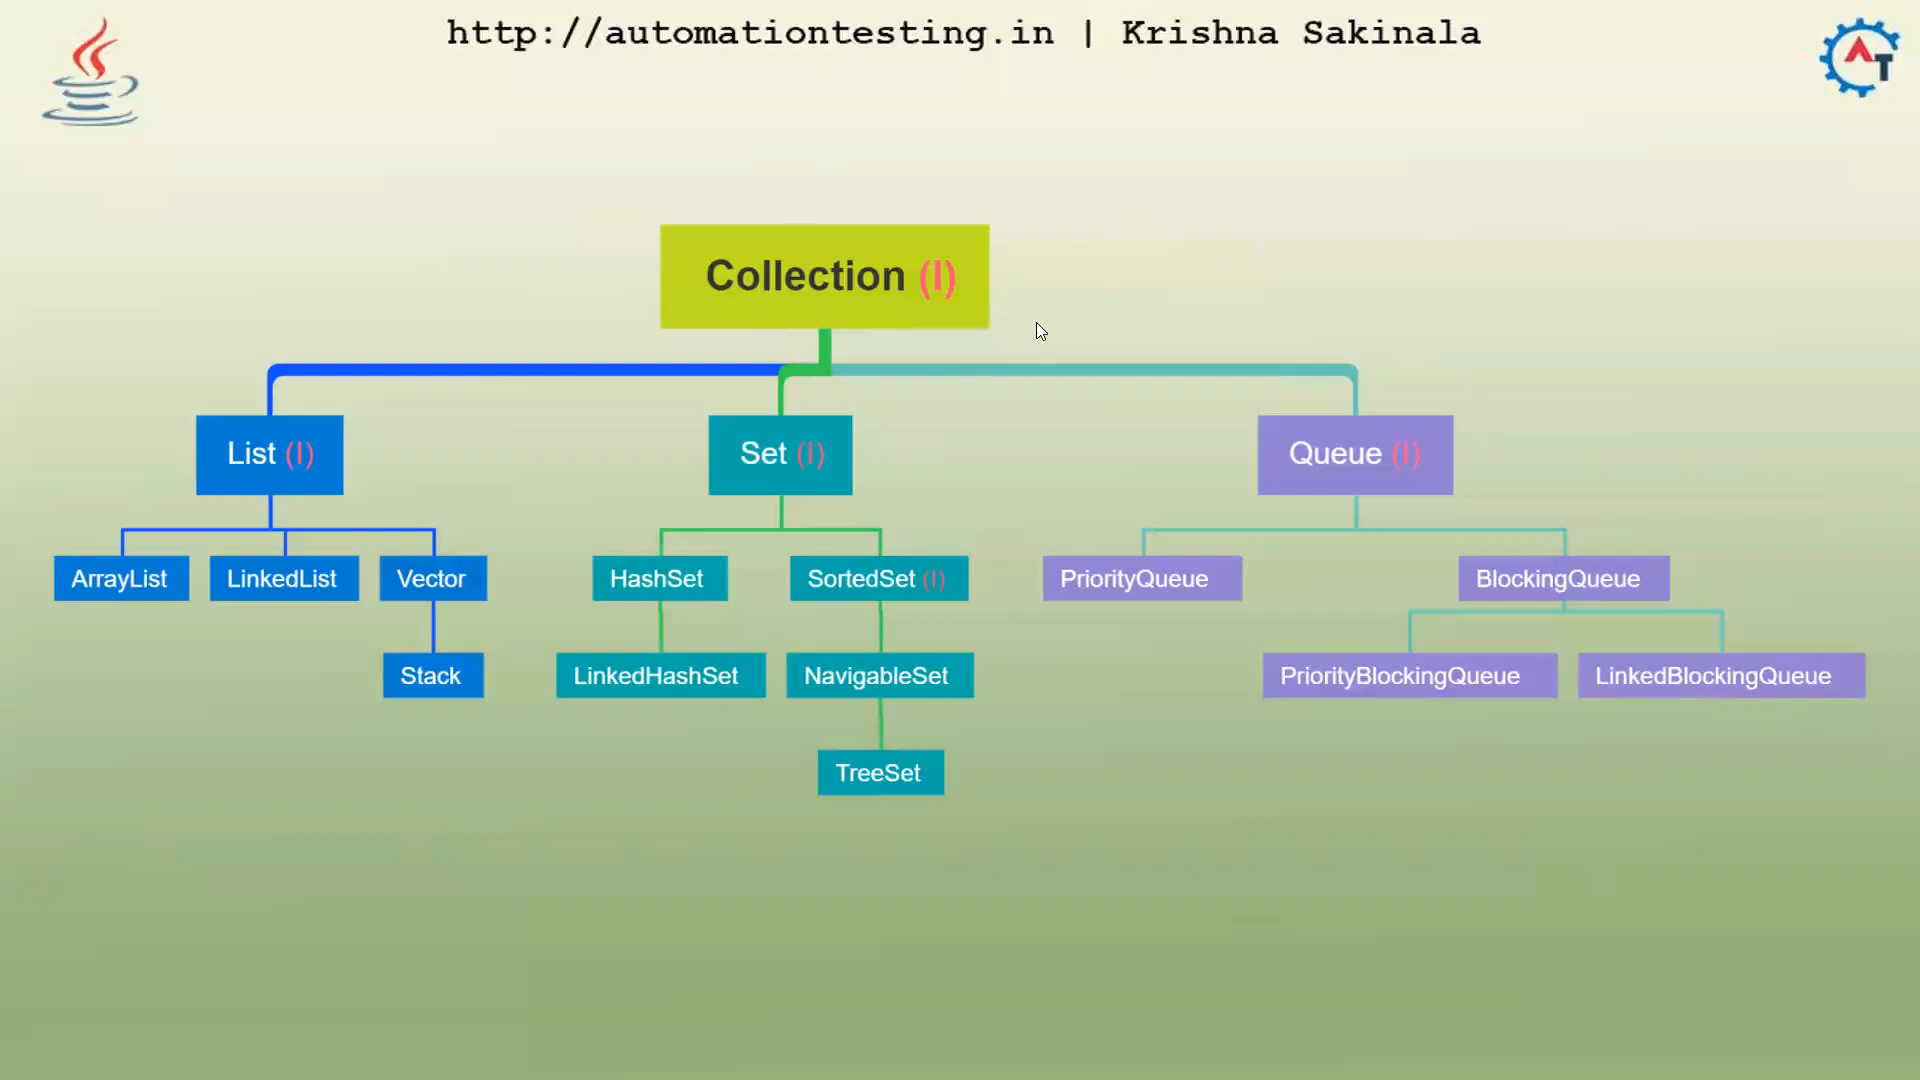 http://automationtesting.in | Krishna Sakinala
AT
Collection (I)
List (I)
Set (I)
Queue (I)
ArrayList
LinkedList
Vector
HashSet
SortedSet (I)
PriorityQueue
BlockingQueue
Stack
LinkedHashSet
NavigableSet
PriorityBlockingQueue
LinkedBlockingQueue
TreeSet